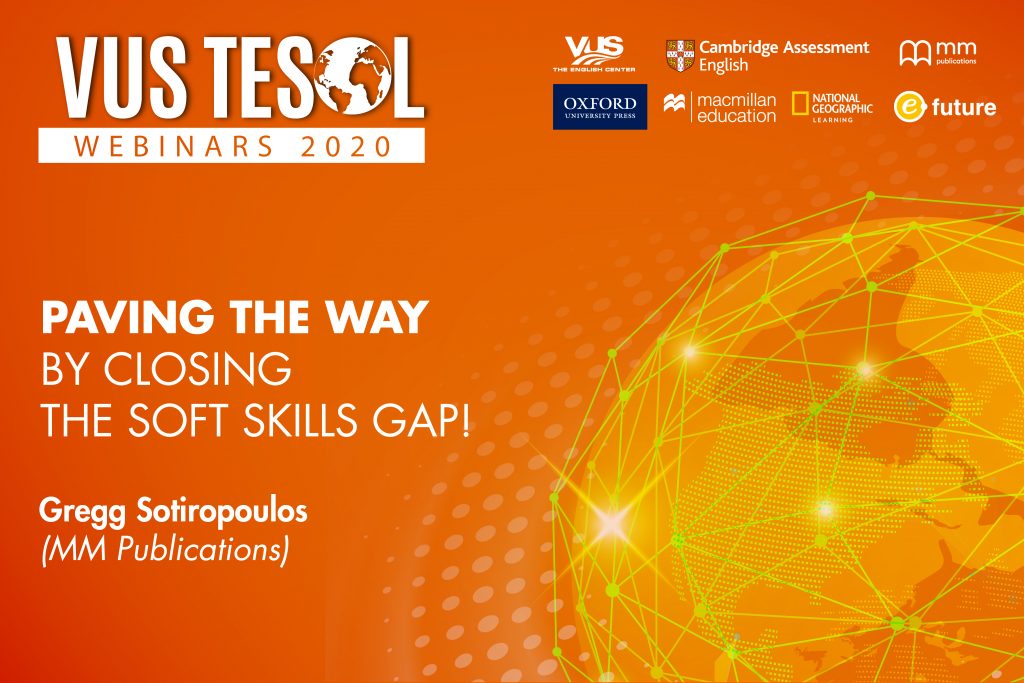 VUS TESOL
WEBINARS 2020
VUS
THE ENGLISH CENTER
Cambridge Assessment
English
mm
publications
OXFORD
UNIVERSITY PRESS
macmillan
education
NATIONAL
GEOGRAPHIC
LEARNING
e future
PAVING THE WAY
BY CLOSING
THE SOFT SKILLS GAP!
Gregg Sotiropoulos
(MM Publications)